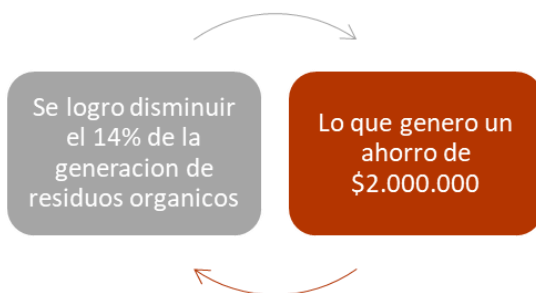 Se logro disminuir
el 14% de la
generacion de
residuos organicos
Lo que genero un
ahorro de
$2.000.000